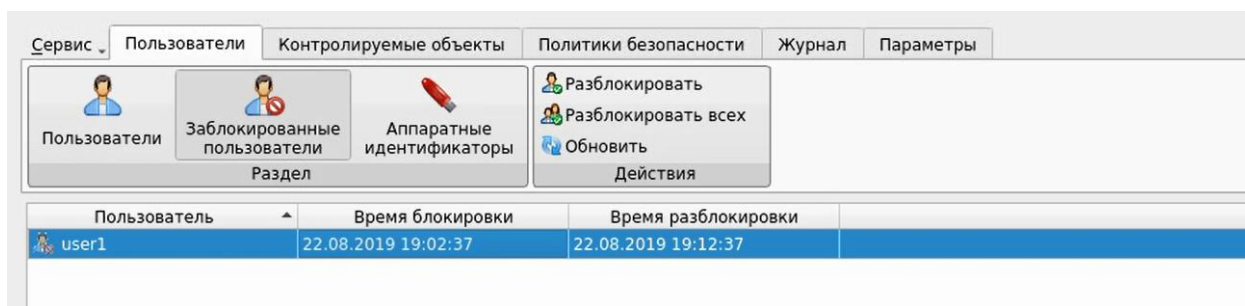 Сервис Пользователи Контролируемые объекты Политики безопасности Журнал Параметры
Пользователи
Заблокированные
пользователи
Аппаратные
идентификаторы
Раздел
Разблокировать
Разблокировать всех
Обновить
Действия
Пользователь Время блокировки Время разблокировки
user1 22.08.2019 19:02:37 22.08.2019 19:12:37